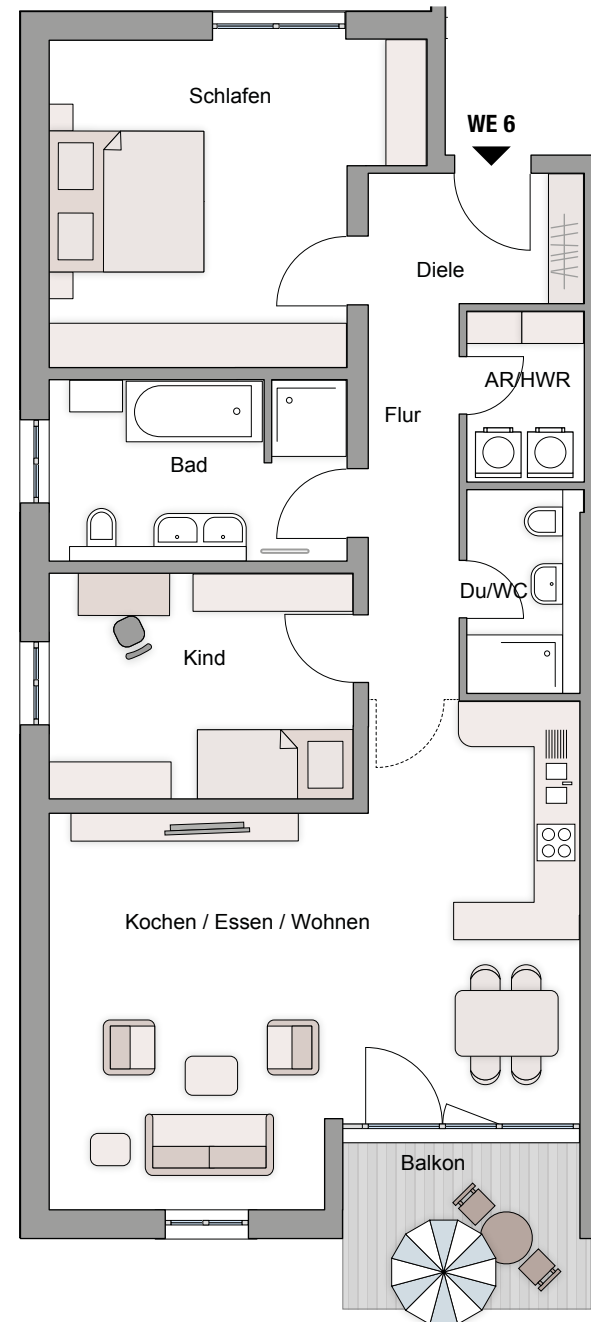 Schlafen
WE 6
Diele
AR/HWR
Flur
Bad
Du/WC
Kind
Kochen / Essen / Wohnen
Balkon